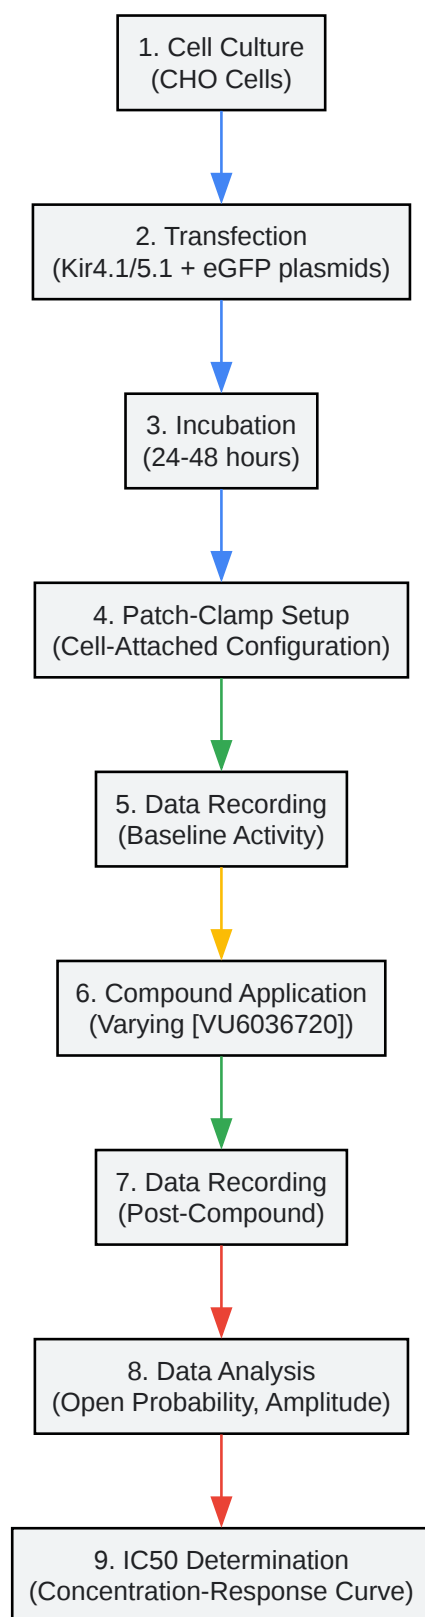 1. Cell Culture
(CHO Cells)
2. Transfection
(Kir4.1/5.1 + eGFP plasmids)
3. Incubation
(24-48 hours)
4. Patch-Clamp Setup
(Cell-Attached Configuration)
5. Data Recording
(Baseline Activity)
6. Compound Application
(Varying [VU6036720])
7. Data Recording
(Post-Compound)
8. Data Analysis
(Open Probability, Amplitude)
9. IC50 Determination
(Concentration-Response Curve)